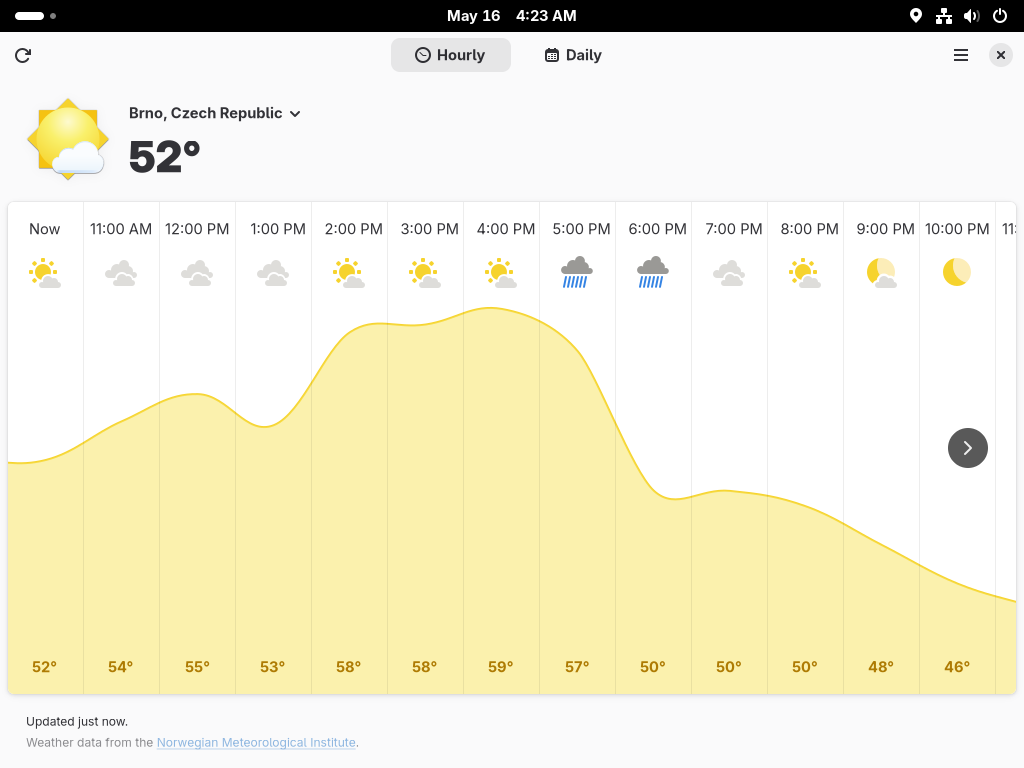 May 16 4:23 AM
Hourly Daily
Brno, Czech Republic
52°
Now 11:00 AM 12:00 PM 1:00 PM 2:00 PM 3:00 PM 4:00 PM 5:00 PM 6:00 PM 7:00 PM 8:00 PM 9:00 PM 10:00 PM 11:
52° 54° 55° 53° 58° 58° 59° 57° 50° 50° 50° 48° 46°
Updated just now.
Weather data from the Norwegian Meteorological Institute.